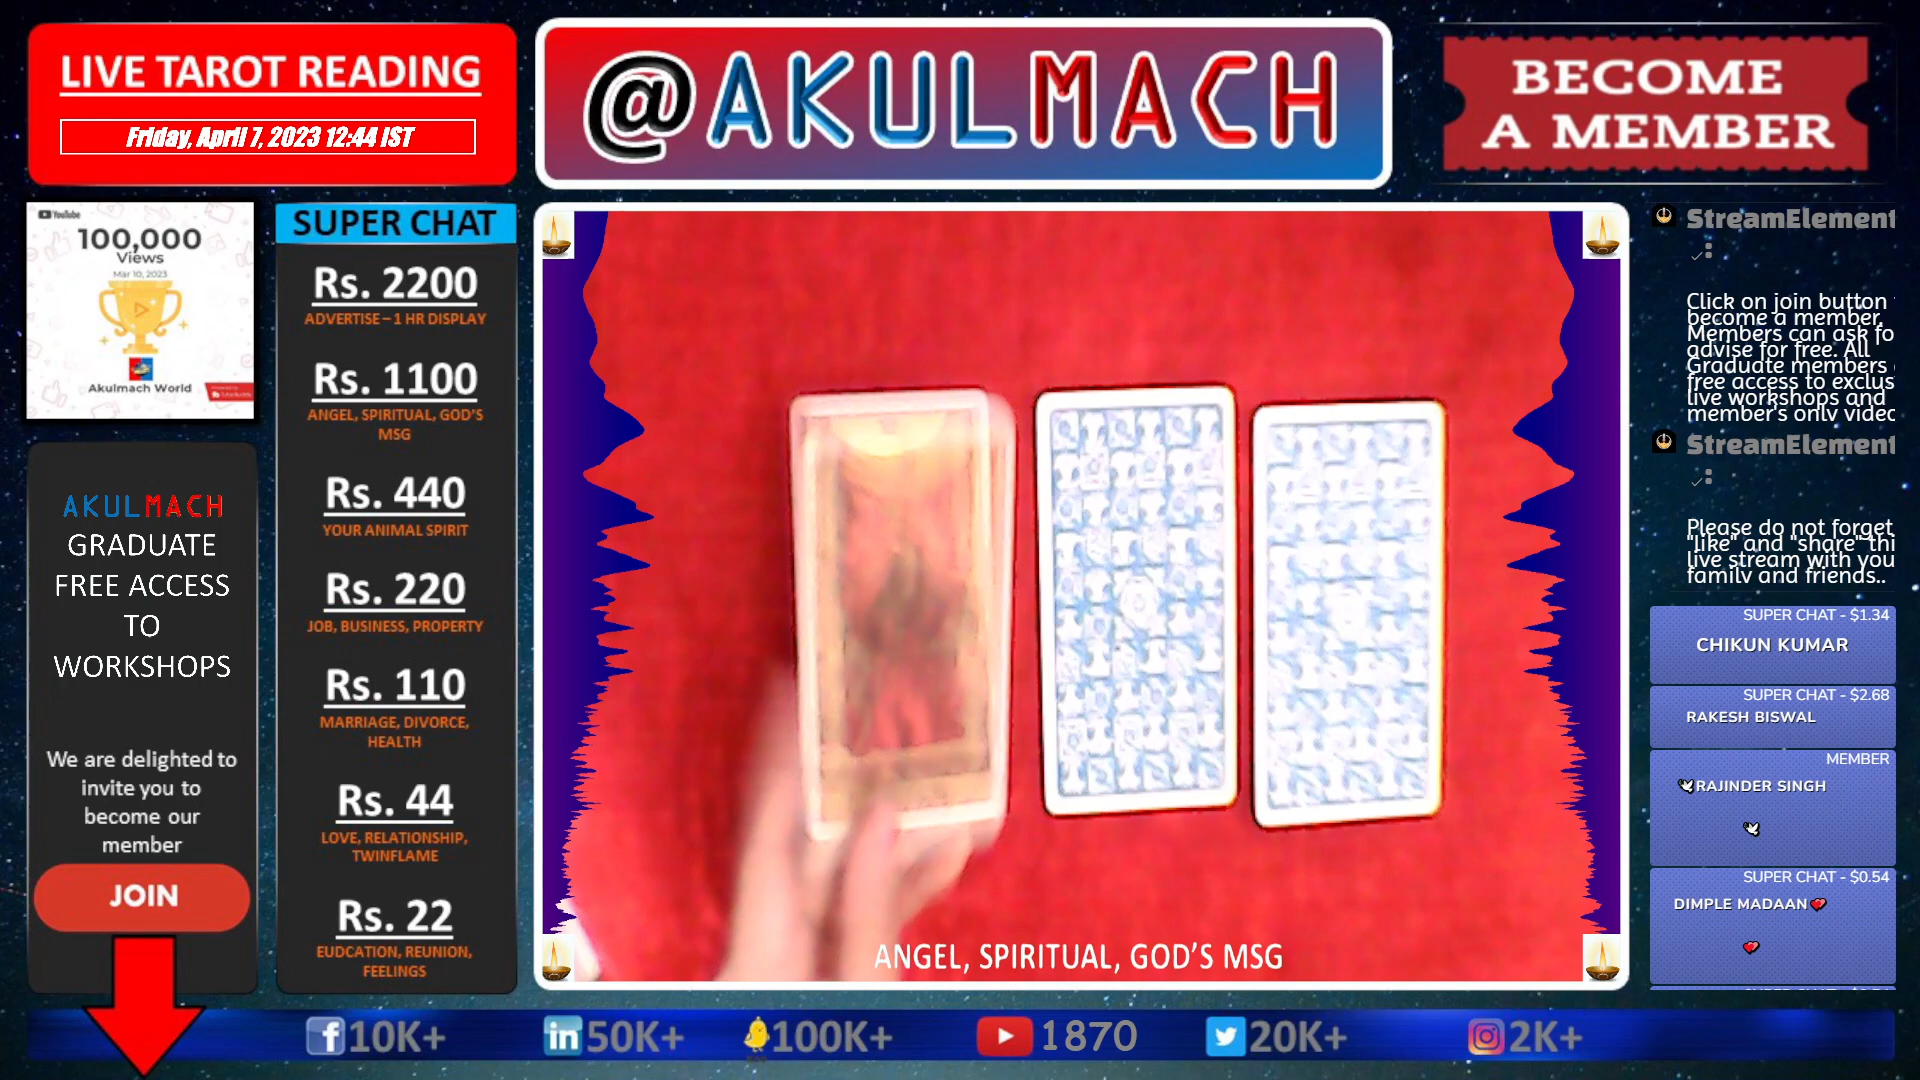 LIVE TAROT READING
Friday, April 7, 2023 12:44 IST
@AKULMACH
BECOME
A MEMBER
YouTube
100,000
Views
Mar 10, 2023
Akulmach World
AKULMACH
GRADUATE
FREE ACCESS
TO
WORKSHOPS
We are delighted to
invite you to
become our
member
JOIN
SUPER CHAT
Rs. 2200
ADVERTISE – 1 HR DISPLAY
Rs. 1100
ANGEL, SPIRITUAL, GOD'S
MSG
Rs. 440
YOUR ANIMAL SPIRIT
Rs. 220
JOB, BUSINESS, PROPERTY
Rs. 110
MARRIAGE, DIVORCE,
HEALTH
Rs. 44
LOVE, RELATIONSHIP,
TWINFLAME
Rs. 22
EUDCATION, REUNION,
FEELINGS
ANGEL, SPIRITUAL, GOD'S MSG
StreamElement
Click on join button
become a member.
Members can ask fo
advise for free. All
Graduate members
free access to exclus
live workshops and
member's only videc
StreamElement
Please do not forget
"like" and "share" thi
live stream with you
family and friends..
SUPER CHAT - $1.34
CHIKUN KUMAR
SUPER CHAT - $2.68
RAKESH BISWAL
MEMBER
RAJINDER SINGH
SUPER CHAT - $0.54
DIMPLE MADAAN
10K+
50K+
100K+
1870
20K+
2K+